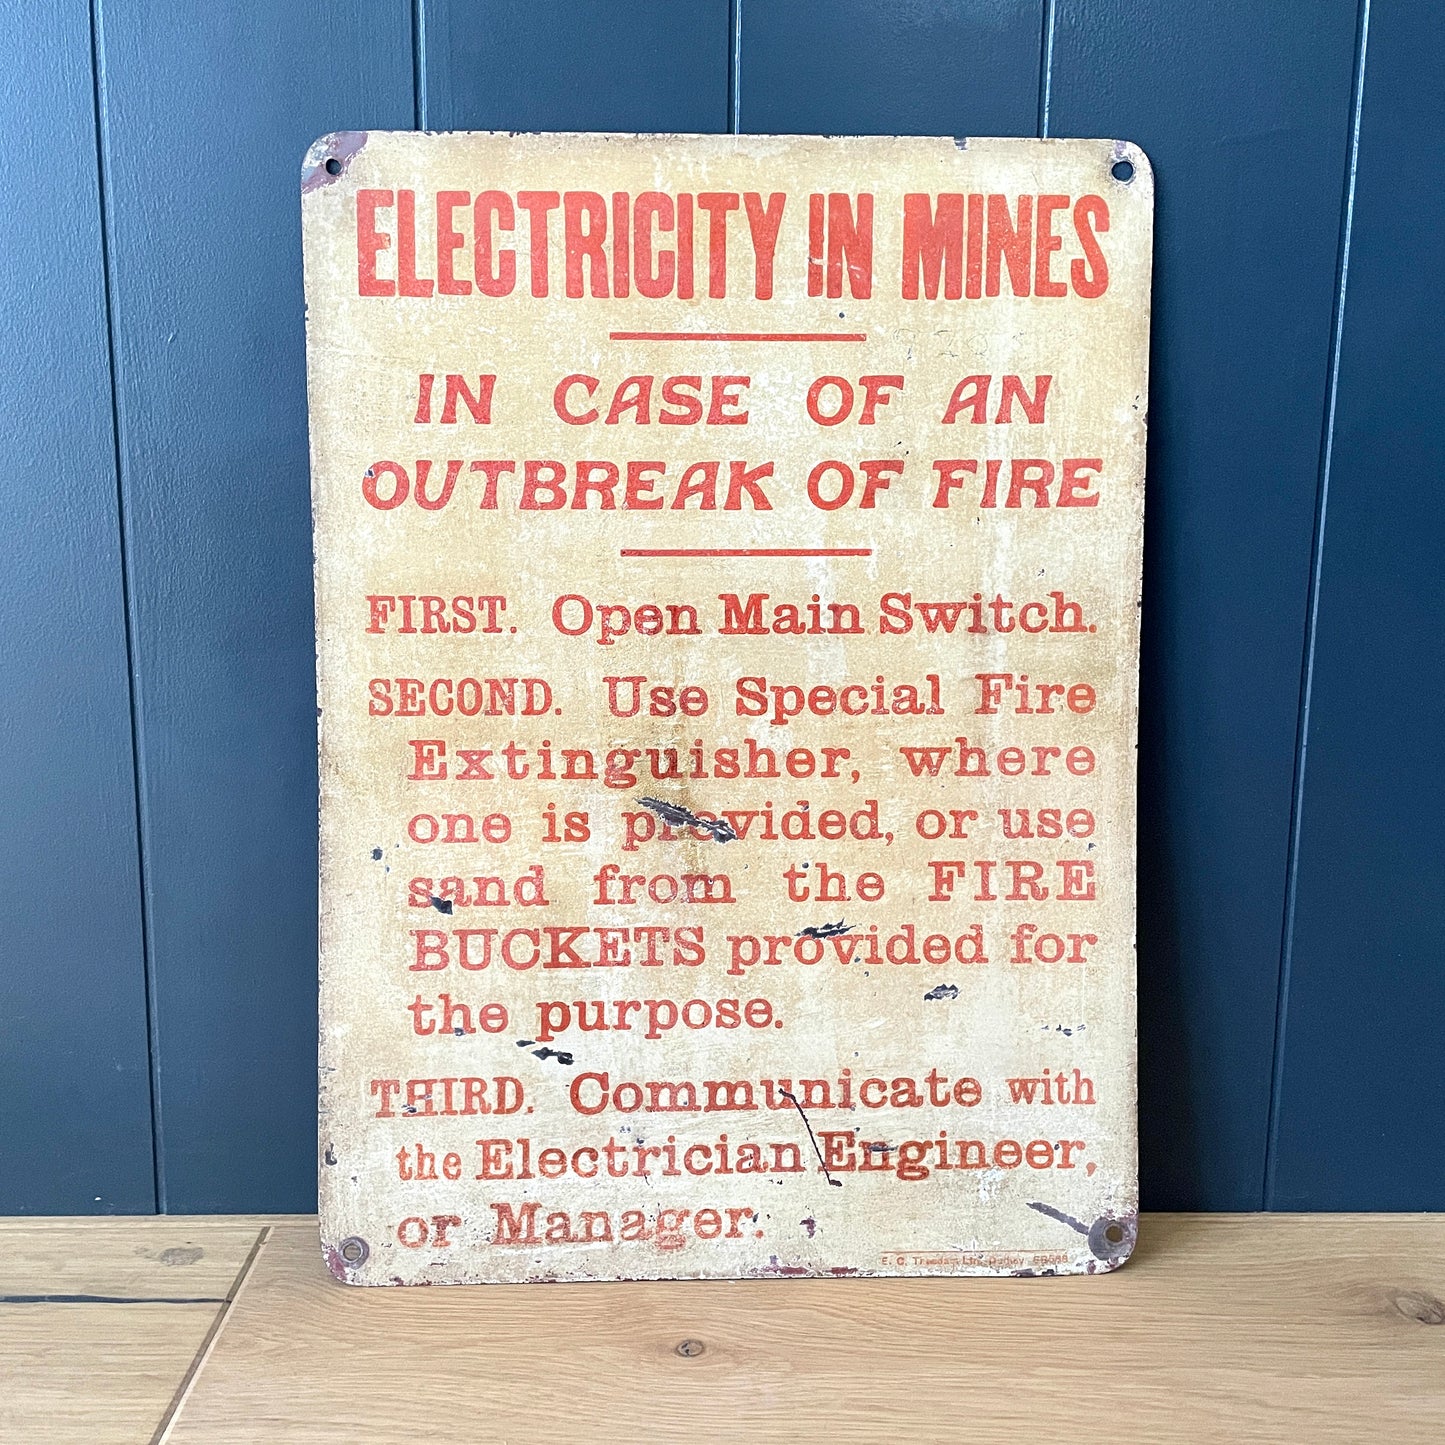 ELECTRICITY IN MINES
IN CASE OF AN
OUTBREAK OF FIRE
FIRST. Open Main Switch.
SECOND. Use Special Fire
Extinguisher, where
one is provided, or use
sand from the FIRE
BUCKETS provided for
the purpose.
THIRD. Communicate with
the Electrician Engineer,
or Manager.
E. C.